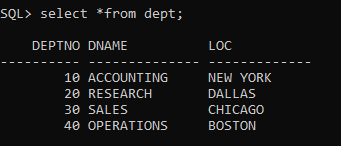 SQL> select *from dept;
DEPTNO DNAME LOC
---------- -------------- -------------
10 ACCOUNTING NEW YORK
20 RESEARCH DALLAS
30 SALES CHICAGO
40 OPERATIONS BOSTON